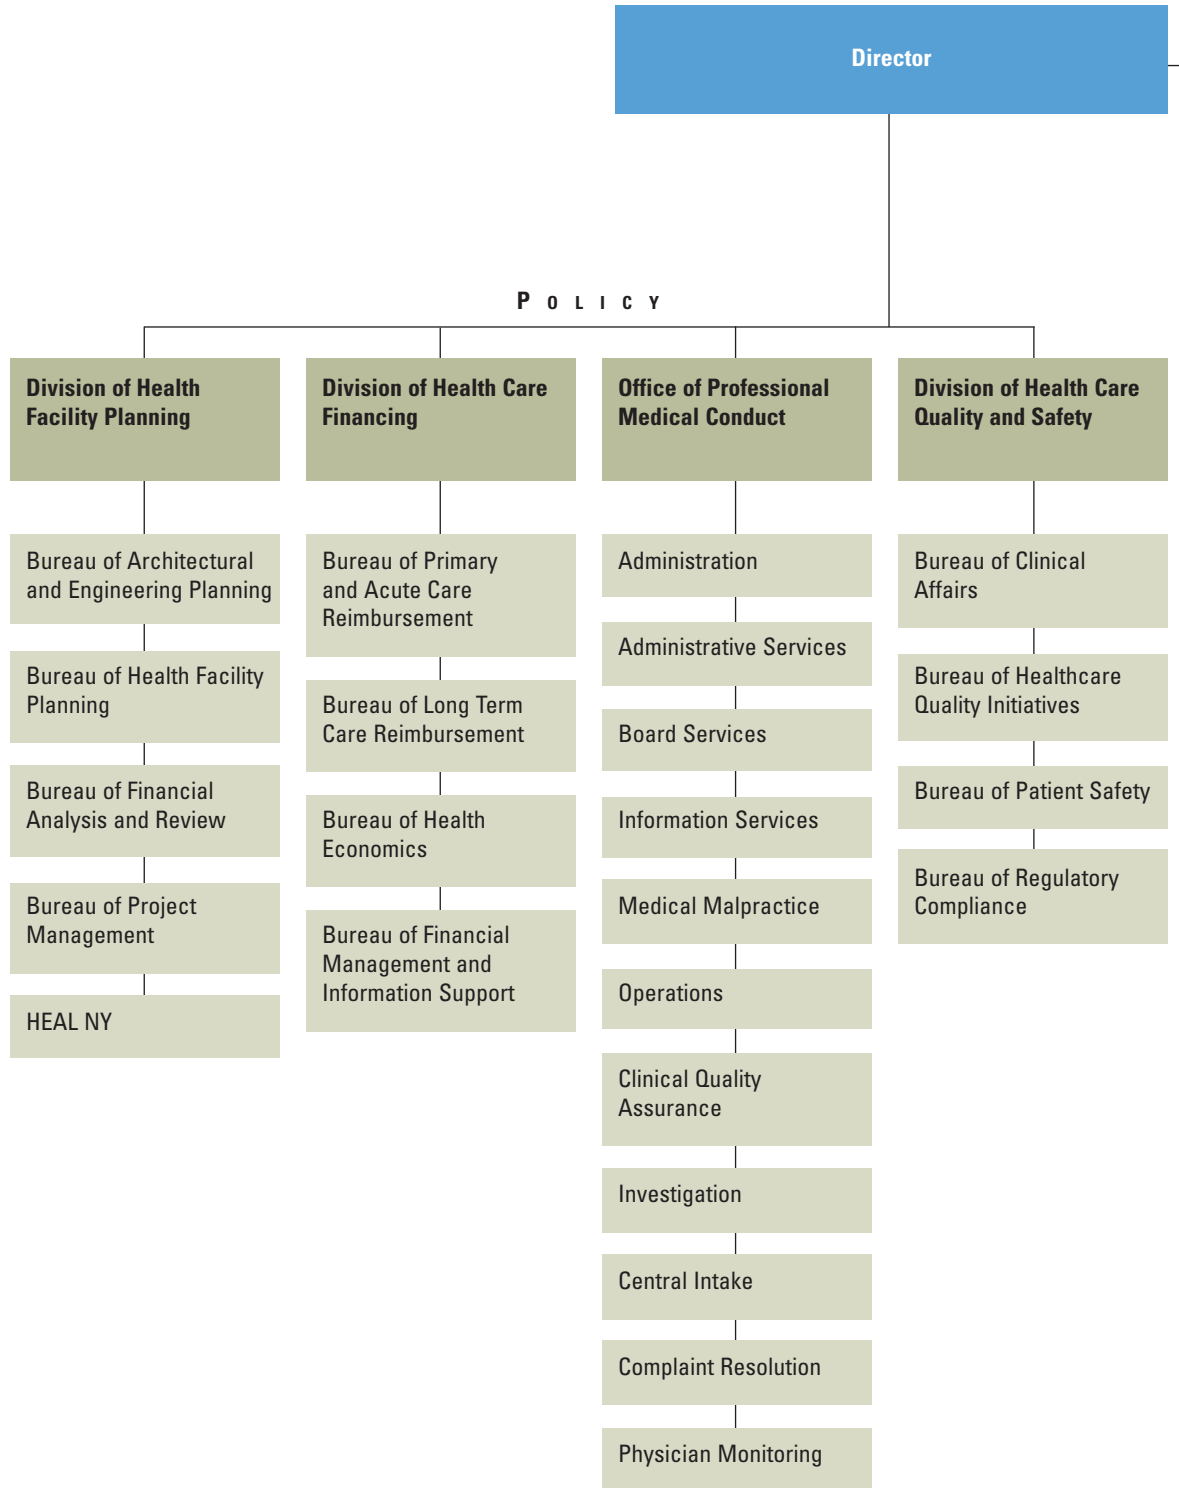 Director
POLICY
Division of Health
Facility Planning
Bureau of Architectural
and Engineering Planning
Bureau of Health Facility
Planning
Bureau of Financial
Analysis and Review
Bureau of Project
Management
HEAL NY
Division of Health Care
Financing
Bureau of Primary
and Acute Care
Reimbursement
Bureau of Long Term
Care Reimbursement
Bureau of Health
Economics
Bureau of Financial
Management and
Information Support
Office of Professional
Medical Conduct
Administration
Administrative Services
Board Services
Information Services
Medical Malpractice
Operations
Clinical Quality
Assurance
Investigation
Central Intake
Complaint Resolution
Physician Monitoring
Division of Health Care
Quality and Safety
Bureau of Clinical
Affairs
Bureau of Healthcare
Quality Initiatives
Bureau of Patient Safety
Bureau of Regulatory
Compliance